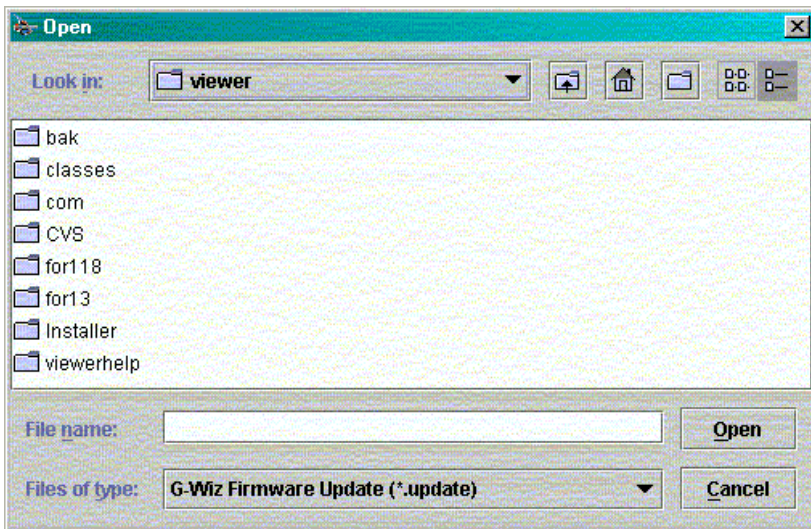 Open
Look in: viewer
bak
classes
com
CVS
for118
for13
Installer
viewerhelp
File name: Open
Files of type: G-Wiz Firmware Update (*.update) Cancel